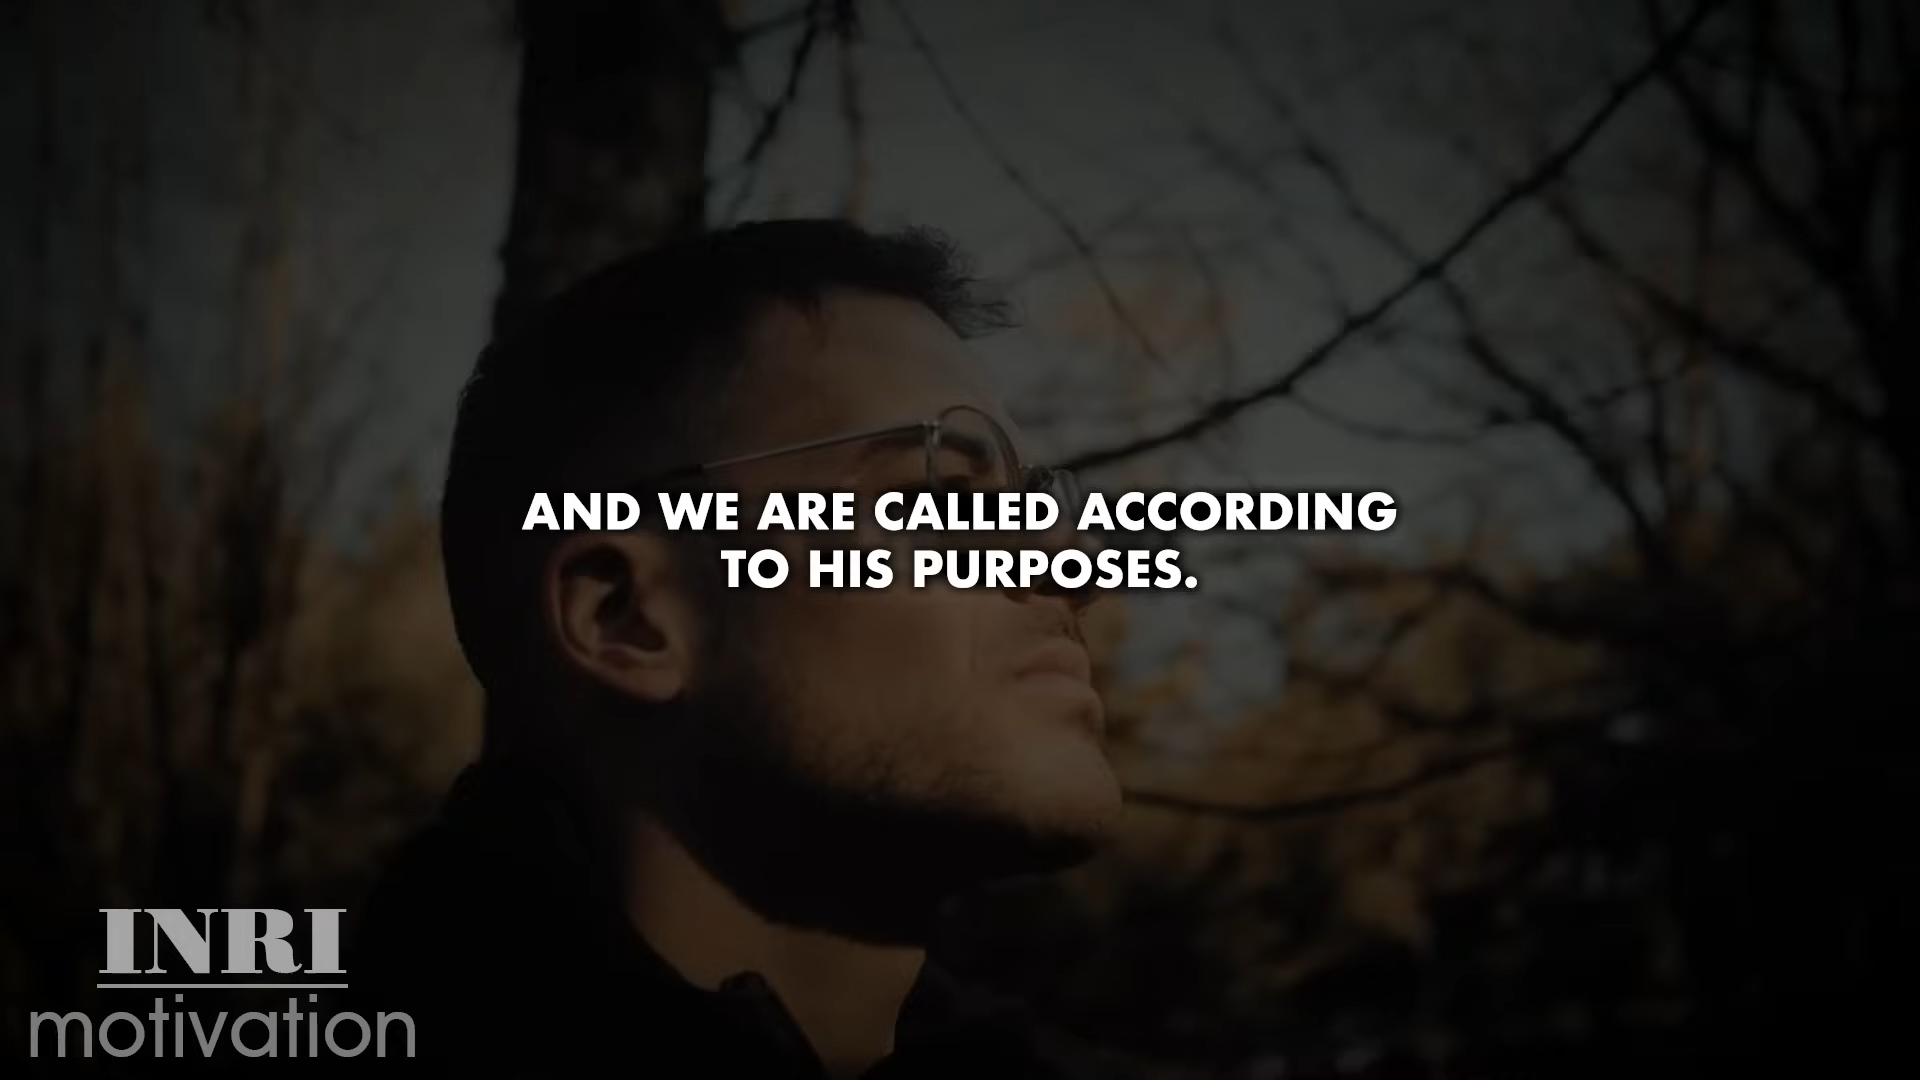 AND WE ARE CALLED ACCORDING
TO HIS PURPOSES.
INRI
motivation